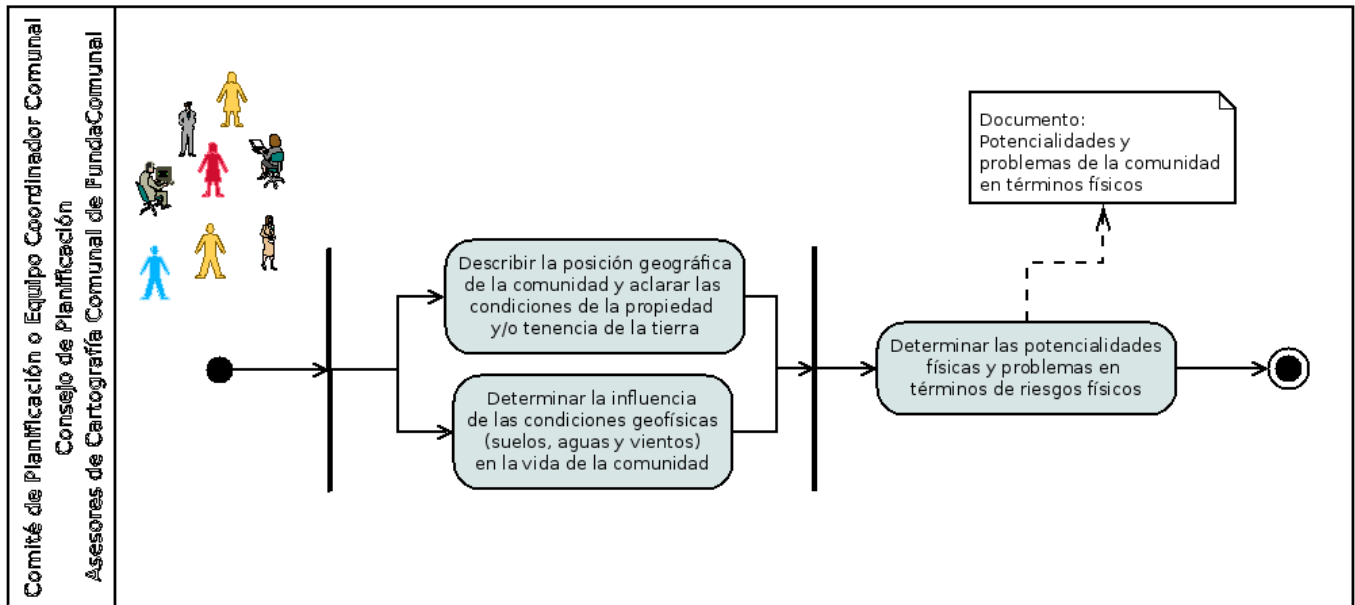 Comité de Planificación o Equipo Coordinador Comunal
Consejo de Planificación
Asesores de Cartografía Comunal de FundaComunal
Documento:
Potencialidades y
problemas de la comunidad
en términos físicos
Describir la posición geográfica
de la comunidad y aclarar las
condiciones de la propiedad
y/o tenencia de la tierra
Determinar la influencia
de las condiciones geofísicas
(suelos, aguas y vientos)
en la vida de la comunidad
Determinar las potencialidades
físicas y problemas en
términos de riesgos físicos